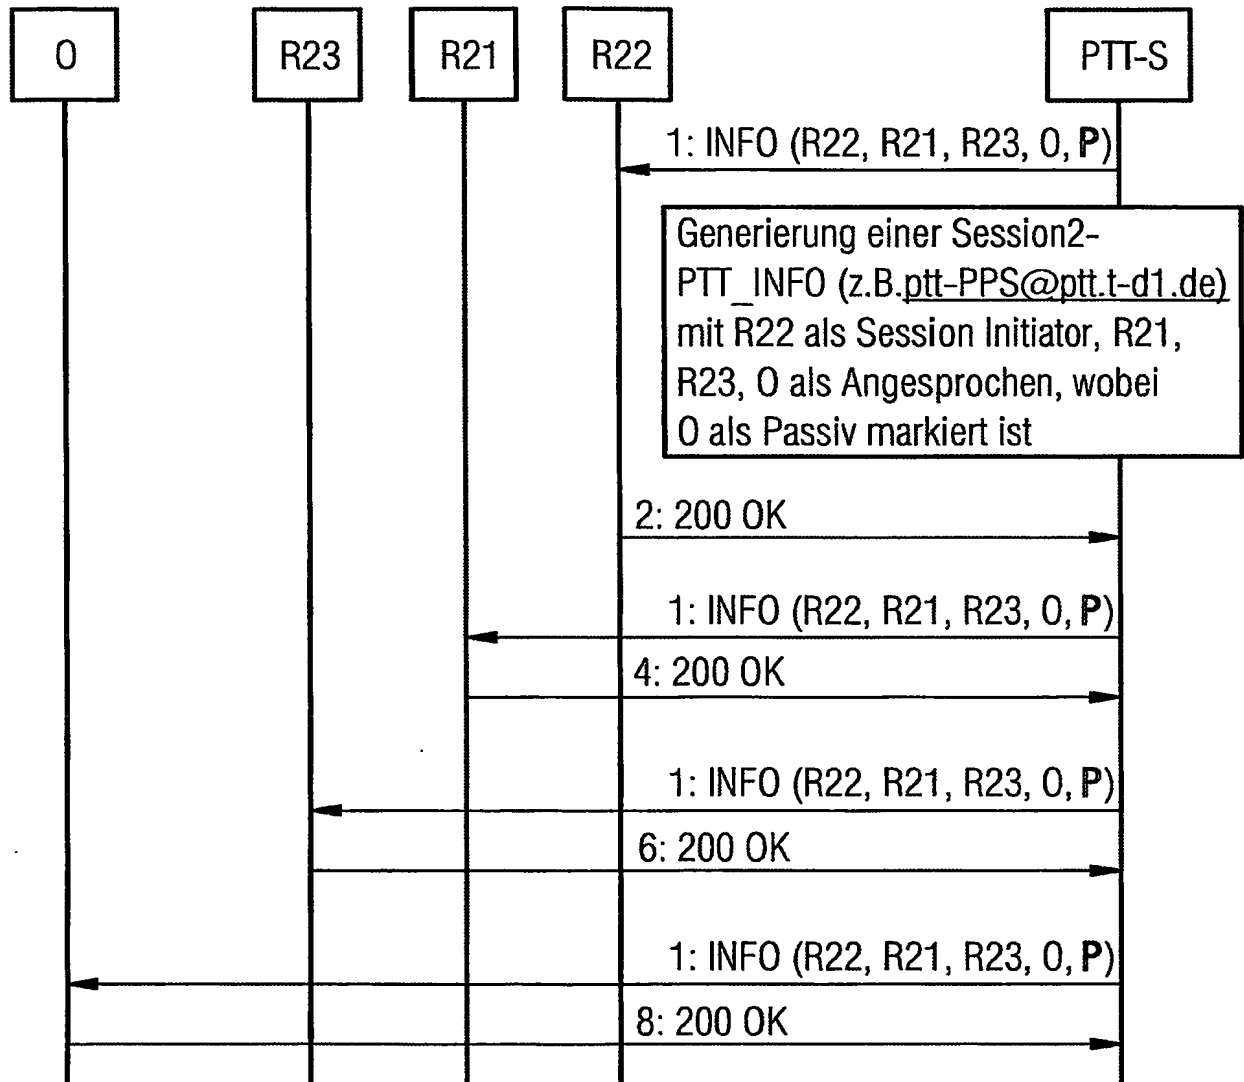 O R23 R21 R22 PTT-S
1: INFO (R22, R21, R23, O, P)
Generierung einer Session2-
PTT_INFO (z.B.ptt-PPS@ptt.t-d1.de)
mit R22 als Session Initiator, R21,
R23, O als Angesprochen, wobei
O als Passiv markiert ist
2: 200 OK
1: INFO (R22, R21, R23, O, P)
4: 200 OK
1: INFO (R22, R21, R23, O, P)
6: 200 OK
1: INFO (R22, R21, R23, O, P)
8: 200 OK